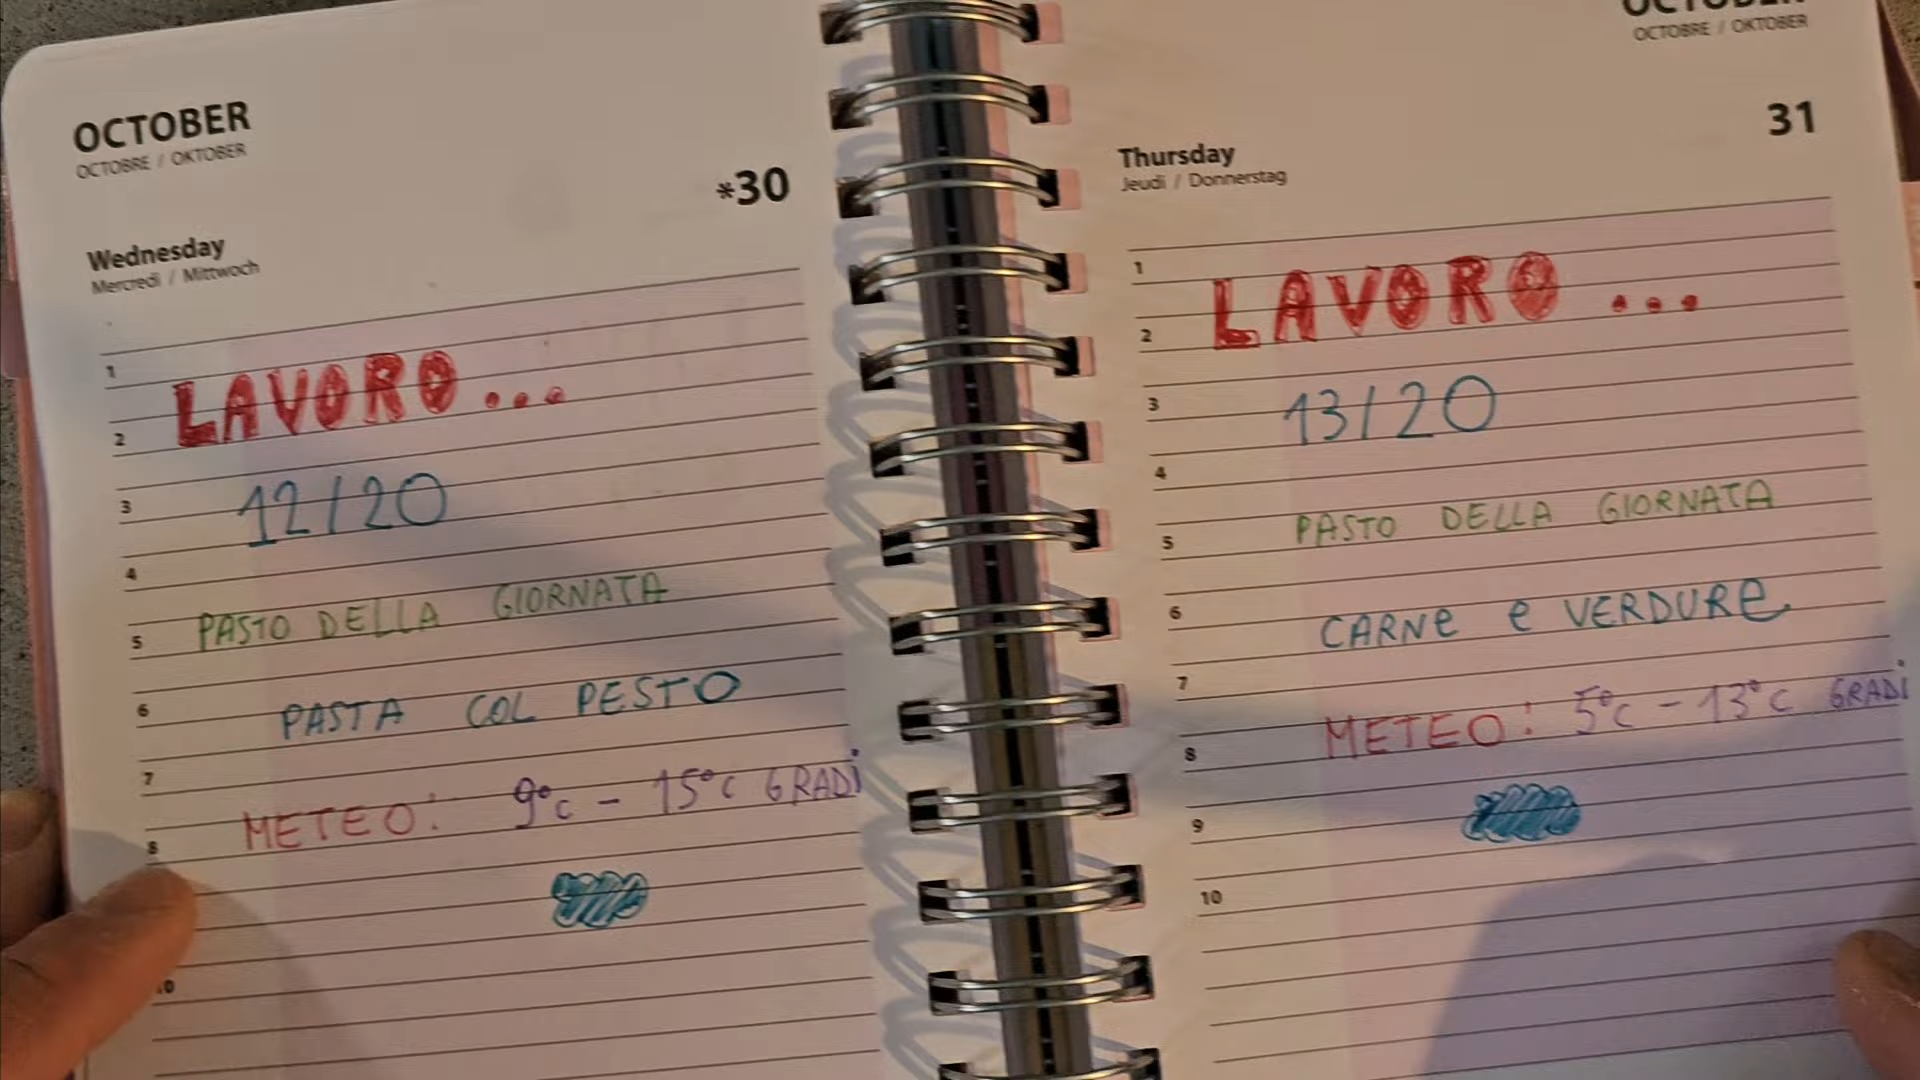 OCTOBER
OCTOBRE / OKTOBER
*30
Wednesday
Mercredi / Mittwoch
1
LAVORO...
2
12/20
3
4
PASTO DELLA GIORNATA
5
PASTA COL PESTO
6
7
METEO: 9°C - 15°C GRADI
8
10
OCTOBER
OCTOBRE / OKTOBER
31
Thursday
Jeudi / Donnerstag
1
LAVORO...
2
13/20
3
4
PASTO DELLA GIORNATA
5
CARNe e VERDURe
6
7
METEO: 5°C - 13°C GRADI
8
9
10